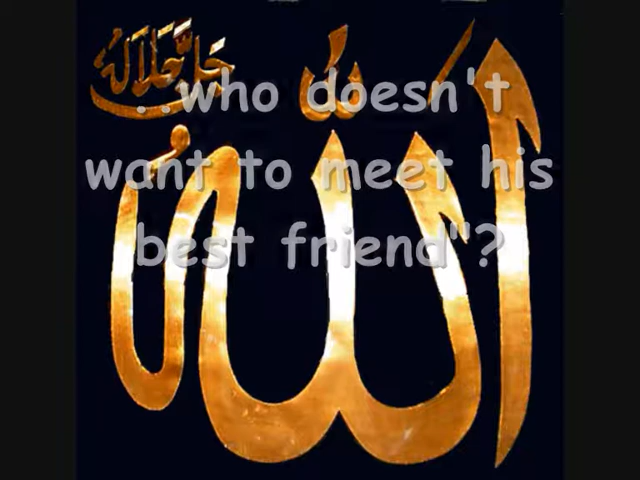 جل جلاله
الله
..who doesn't
want to meet his
best friend"?